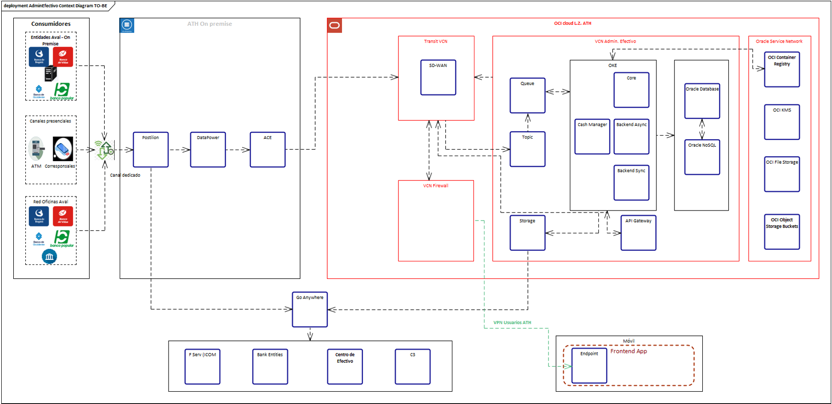 deployment AdminEfectivo Context Diagram TO-BE
Consumidores
Entidades Aval - On
Premise
Canales presenciales
ATM
Corresponsales
Red Oficinas Aval
Canal dedicado
ATH On premise
Postilion
DataPower
ACE
OCI cloud L.Z. ATH
Transit VCN
SD-WAN
VCN Firewall
VCN Admin. Efectivo
Queue
Topic
Storage
OKE
Core
Cash Manager
Backend Async
Backend Sync
API Gateway
Oracle Database
Oracle NoSQL
Oracle Service Network
OCI Container
Registry
OCI KMS
OCI File Storage
OCI Object
Storage Buckets
Go Anywhere
VPN Usuarios ATH
Bank Entities
Centro de
Efectivo
CS
Móvil
Frontend App
Endpoint